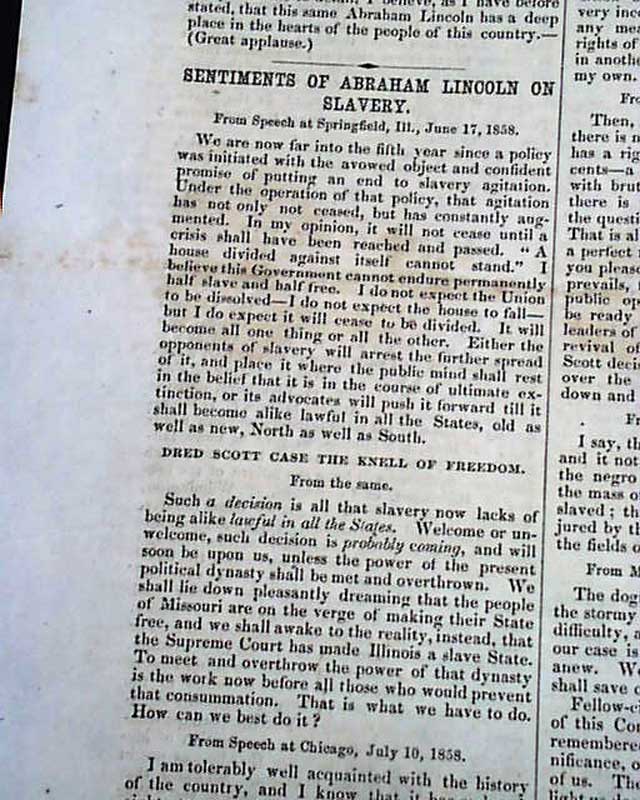 I believe, as I have before
stated, that this same Abraham Lincoln has a deep
place in the hearts of the people of this country.—
(Great applause.)
SENTIMENTS OF ABRAHAM LINCOLN ON
SLAVERY.
From Speech at Springfield, Ill., June 17, 1858.
We are now far into the fifth year since a policy
was initiated with the avowed object and confident
promise of putting an end to slavery agitation.
Under the operation of that policy, that agitation
has not only not ceased, but has constantly aug-
mented. In my opinion, it will not cease until a
crisis shall have been reached and passed. "A
house divided against itself cannot stand." I
believe this Government cannot endure permanently
half slave and half free. I do not expect the Union
to be dissolved—I do not expect the house to fall—
but I do expect it will cease to be divided. It will
become all one thing or all the other. Either the
opponents of slavery will arrest the further spread
of it, and place it where the public mind shall rest
in the belief that it is in the course of ultimate ex-
tinction, or its advocates will push it forward till it
shall become alike lawful in all the States, old as
well as new, North as well as South.
DRED SCOTT CASE THE KNELL OF FREEDOM.
From the same.
Such a decision is all that slavery now lacks of
being alike lawful in all the States. Welcome or un-
welcome, such decision is probably coming, and will
soon be upon us, unless the power of the present
political dynasty shall be met and overthrown. We
shall lie down pleasantly dreaming that the people
of Missouri are on the verge of making their State
free, and we shall awake to the reality, instead, that
the Supreme Court has made Illinois a slave State.
To meet and overthrow the power of that dynasty
is the work now before all those who would prevent
that consummation. That is what we have to do.
How can we best do it?
From Speech at Chicago, July 10, 1858.
I am tolerably well acquainted with the history
of the country, and I know that it has
very inc
any mea
rights of
in anothe
my own.
Fro
Then,
there is n
has a rig
cents—a
with brut
there is
the quest
That is al
a perfect
you please
prevails, t
public op
be ready
leaders of
revival of
Scott decis
over the
down and
Fr
I say, th
and it not
the negro
the mass o
slaved; th
jured by th
the fields o
From M
The dog
the stormy
difficulty, a
our case is
anew. We
shall save o
Fellow-ci
of this Con
remembered
nificance, o
of us. The